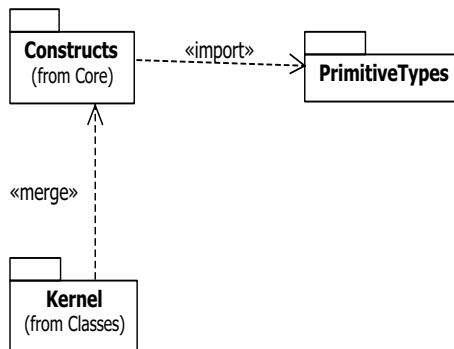 Constructs
(from Core)
«import»
PrimitiveTypes
«merge»
Kernel
(from Classes)